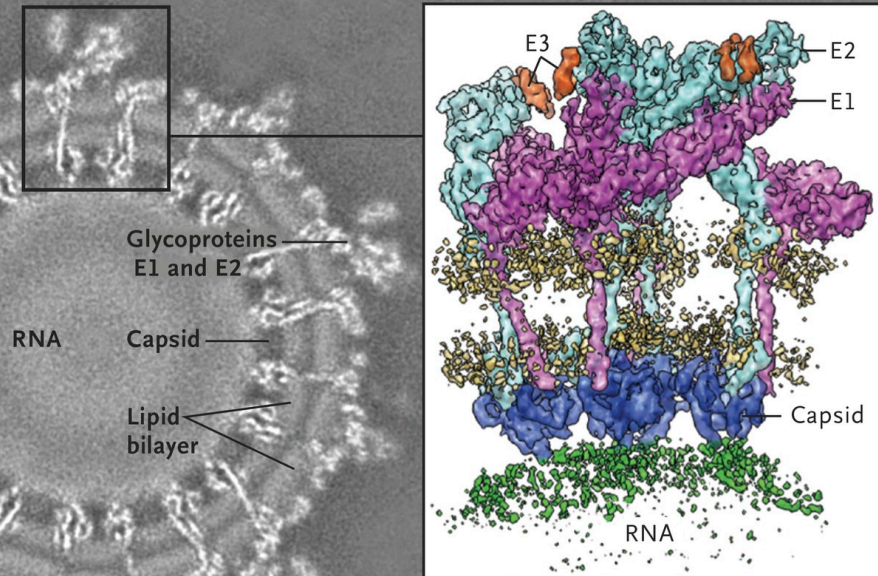 Glycoproteins
E1 and E2
RNA
Capsid
Lipid
bilayer
E3
E2
E1
Capsid
RNA